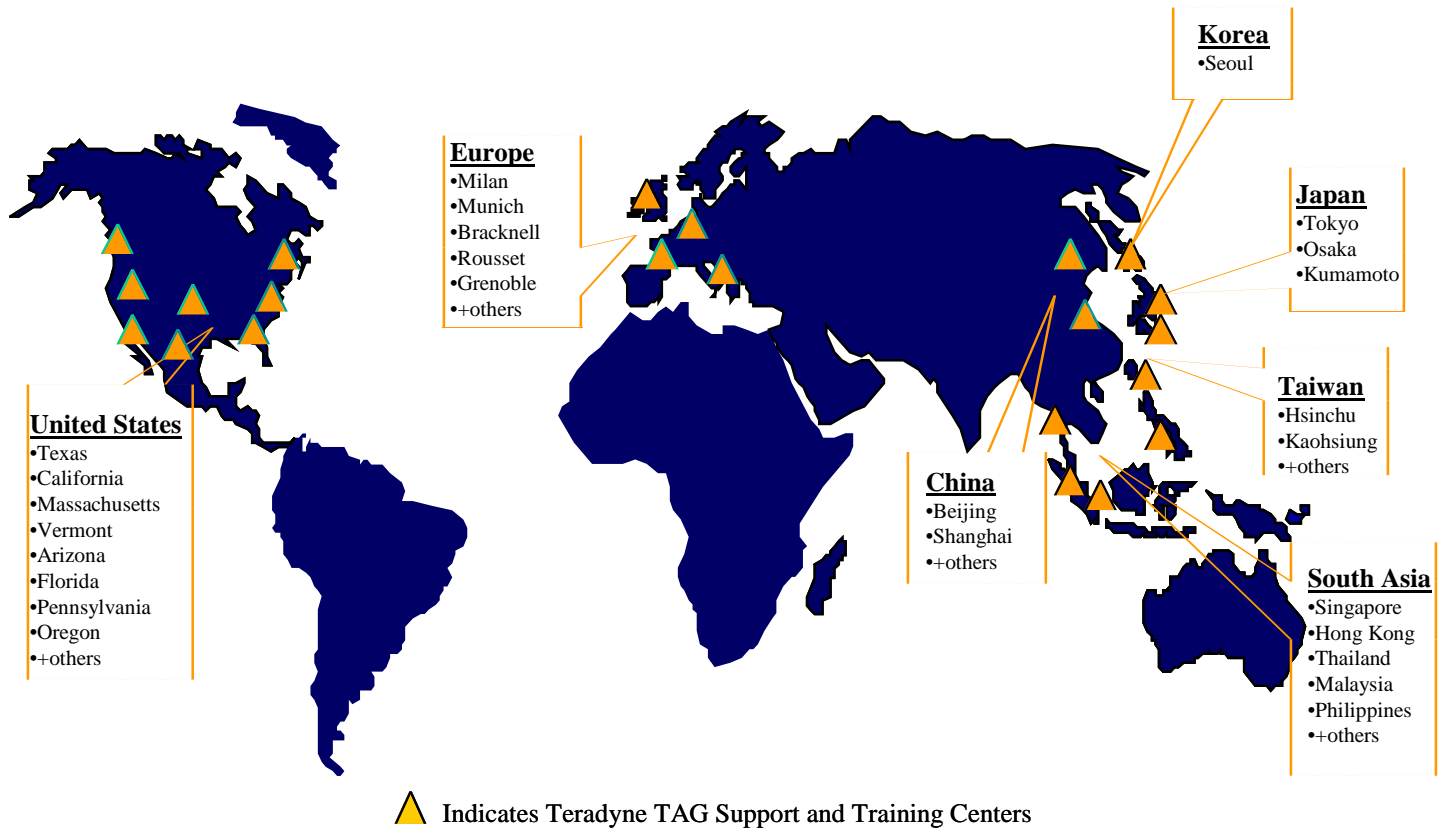 Korea
•Seoul
Europe
•Milan
•Munich
•Bracknell
•Rousset
•Grenoble
•+others
Japan
•Tokyo
•Osaka
•Kumamoto
United States
•Texas
•California
•Massachusetts
•Vermont
•Arizona
•Florida
•Pennsylvania
•Oregon
•+others
China
•Beijing
•Shanghai
•+others
Taiwan
•Hsinchu
•Kaohsiung
•+others
South Asia
•Singapore
•Hong Kong
•Thailand
•Malaysia
•Philippines
•+others
Indicates Teradyne TAG Support and Training Centers